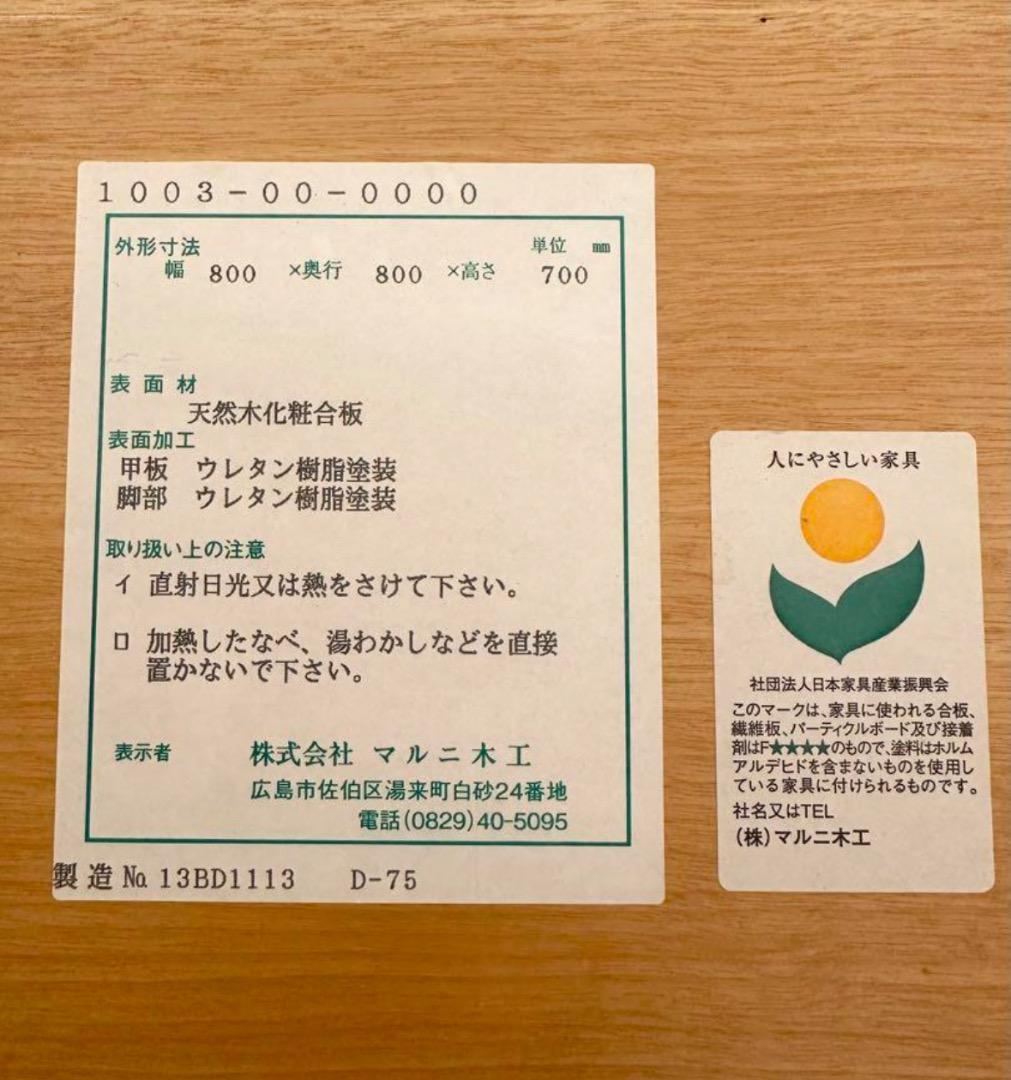 1003-00-0000
外形寸法 単位 ㎜
幅 800 ×奥行 800 ×高さ 700
表面材
天然木化粧合板
表面加工
甲板 ウレタン樹脂塗装
脚部 ウレタン樹脂塗装
取り扱い上の注意
イ 直射日光又は熱をさけて下さい。
ロ 加熱したなべ、湯わかしなどを直接
置かないで下さい。
表示者 株式会社 マルニ木工
広島市佐伯区湯来町白砂24番地
電話(0829)40-5095
製造№ 13BD1113 D-75
人にやさしい家具
社団法人日本家具産業振興会
このマークは、家具に使われる合板、
繊維板、パーティクルボード及び接着
剤はF★★★★のもので、塗料はホルム
アルデヒドを含まないものを使用し
ている家具に付けられるものです。
社名又はTEL
(株)マルニ木工